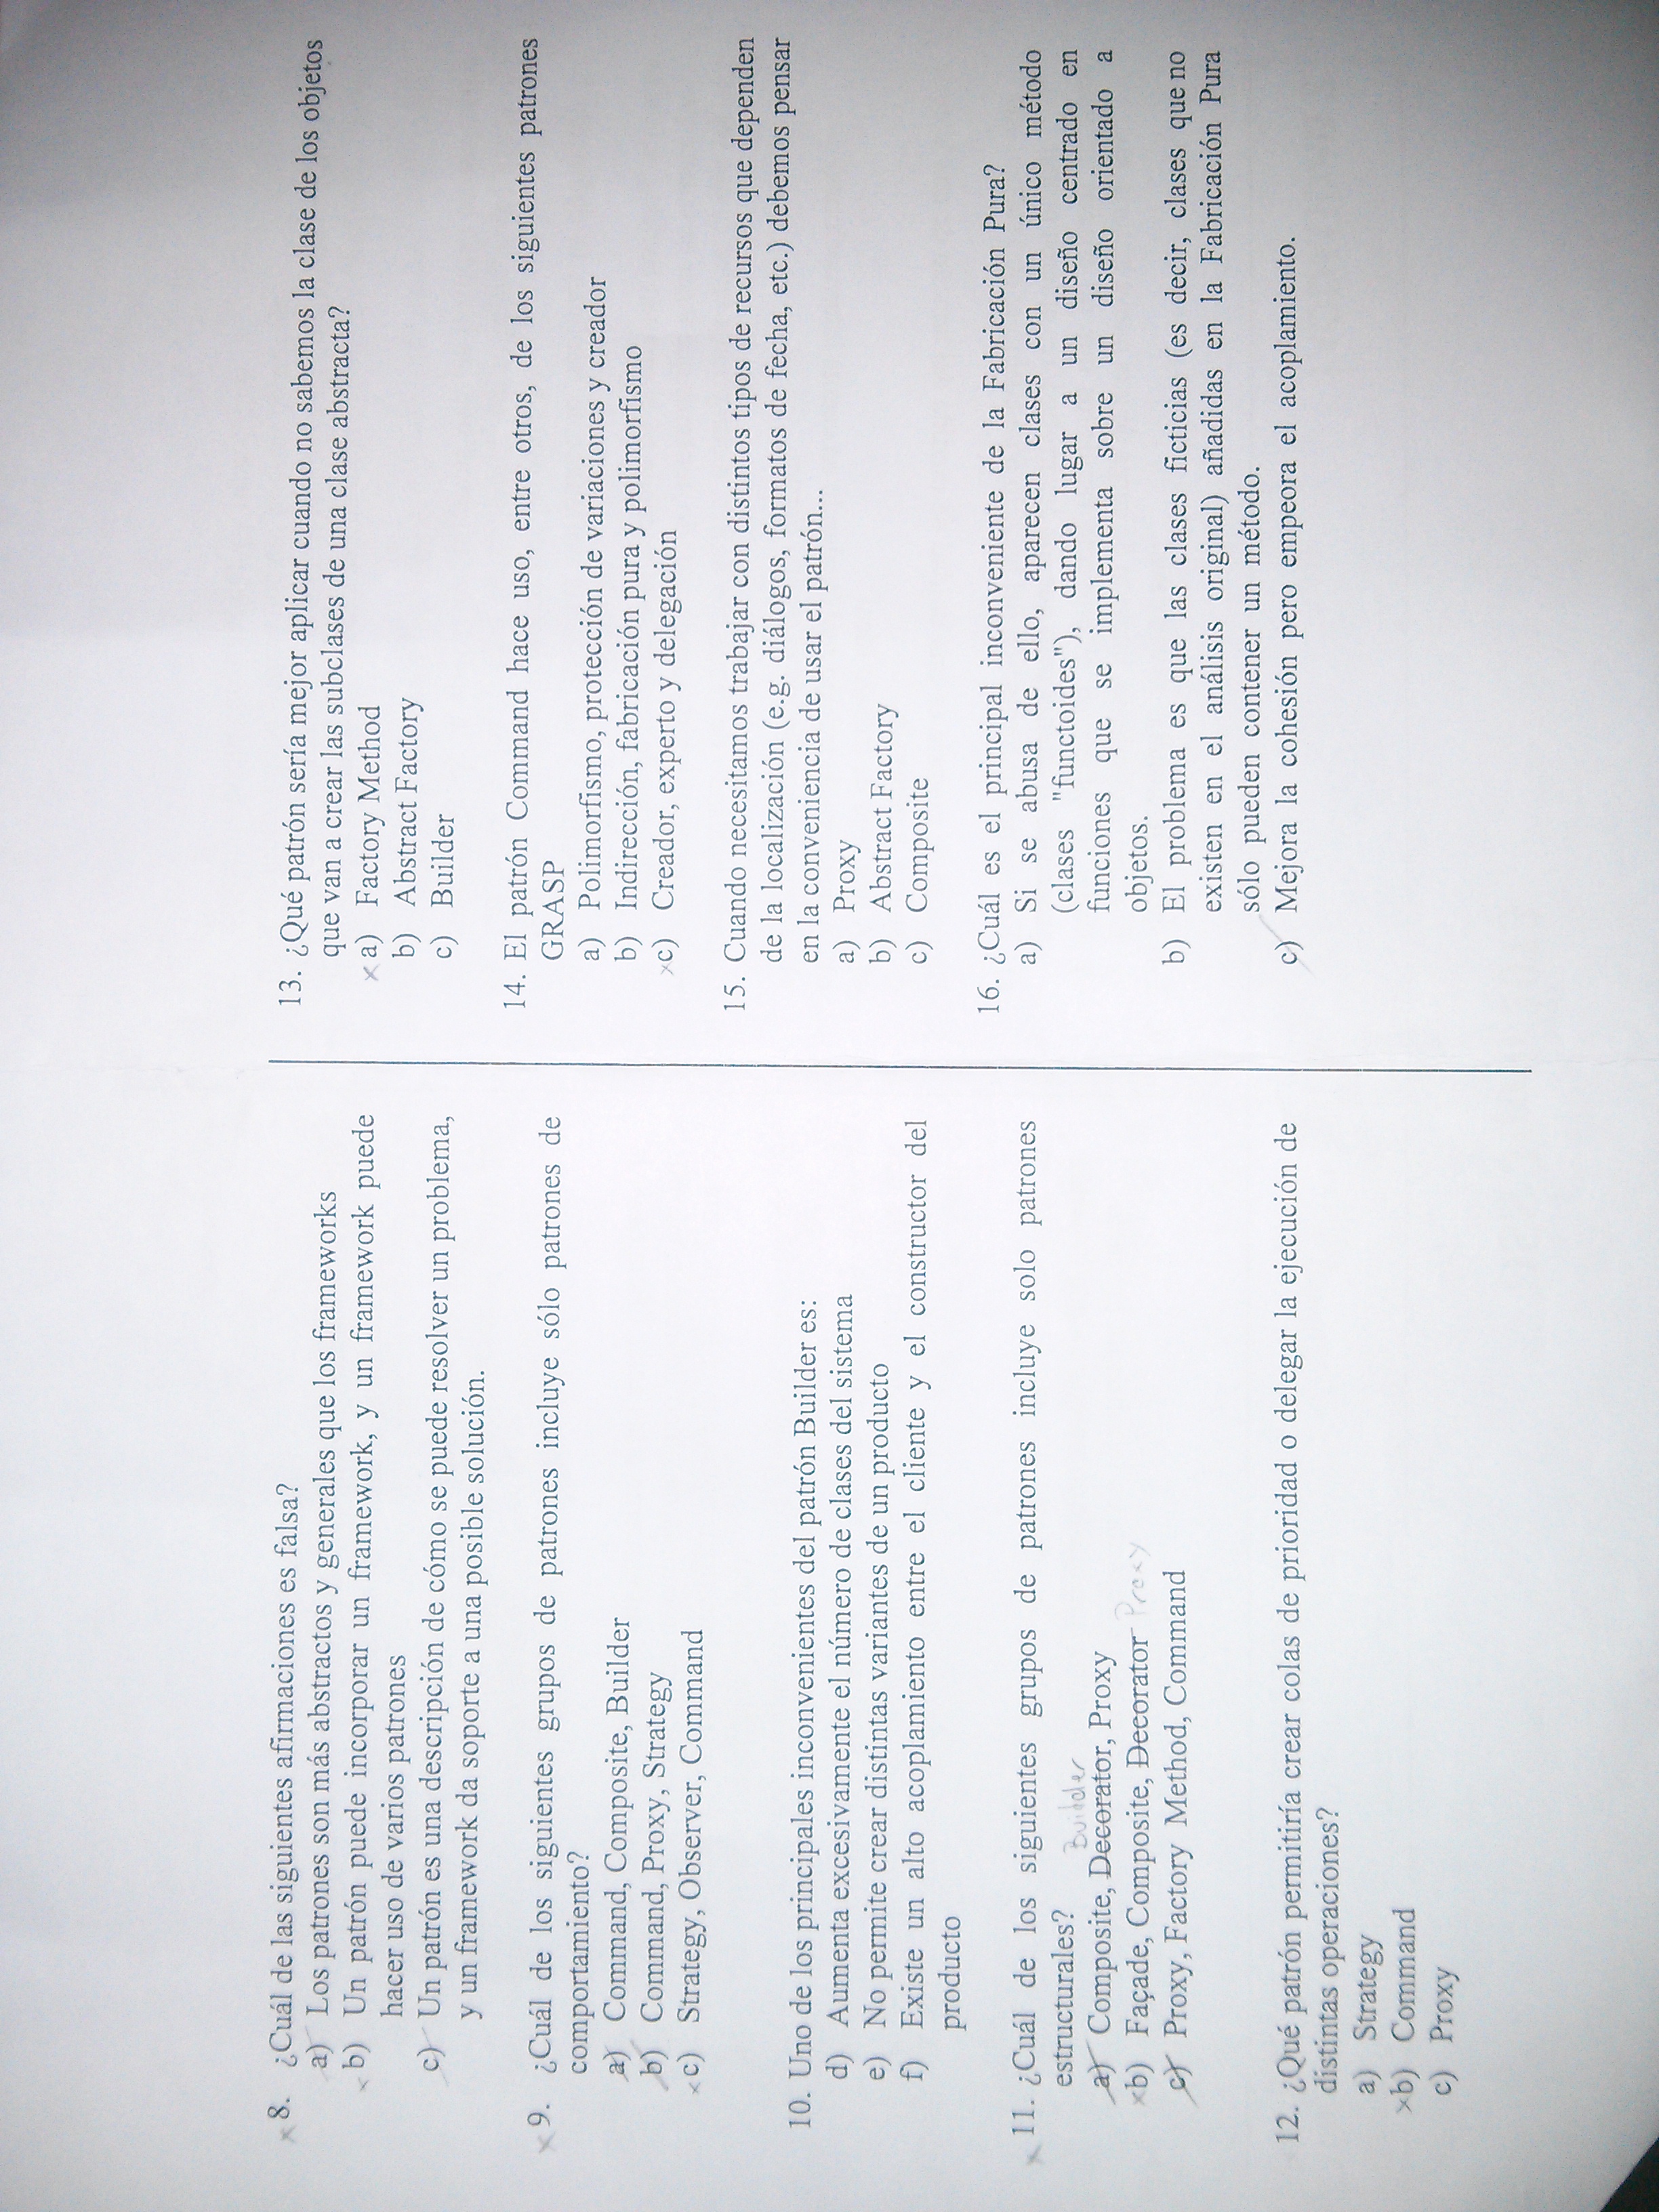 8. ¿Cuál de las siguientes afirmaciones es falsa?
a) Los patrones son más abstractos y generales que los frameworks
b) Un patrón puede incorporar un framework, y un framework puede
hacer uso de varios patrones
c) Un patrón es una descripción de cómo se puede resolver un problema,
y un framework da soporte a una posible solución.
9. ¿Cuál de los siguientes grupos de patrones incluye sólo patrones de
comportamiento?
a) Command, Composite, Builder
b) Command, Proxy, Strategy
c) Strategy, Observer, Command
10. Uno de los principales inconvenientes del patrón Builder es:
d) Aumenta excesivamente el número de clases del sistema
e) No permite crear distintas variantes de un producto
f) Existe un alto acoplamiento entre el cliente y el constructor del
producto
11. ¿Cuál de los siguientes grupos de patrones incluye solo patrones
estructurales?
Builder
a) Composite, Decorator, Proxy
b) Façade, Composite, Decorator Proxy
c) Proxy, Factory Method, Command
12. ¿Qué patrón permitiría crear colas de prioridad o delegar la ejecución de
distintas operaciones?
a) Strategy
b) Command
c) Proxy
13. ¿Qué patrón sería mejor aplicar cuando no sabemos la clase de los objetos
que van a crear las subclases de una clase abstracta?
a) Factory Method
b) Abstract Factory
c) Builder
14. El patrón Command hace uso, entre otros, de los siguientes patrones
GRASP
a) Polimorfismo, protección de variaciones y creador
b) Indirección, fabricación pura y polimorfismo
c) Creador, experto y delegación
15. Cuando necesitamos trabajar con distintos tipos de recursos que dependen
de la localización (e.g. diálogos, formatos de fecha, etc.) debemos pensar
en la conveniencia de usar el patrón...
a) Proxy
b) Abstract Factory
c) Composite
16. ¿Cuál es el principal inconveniente de la Fabricación Pura?
a) Si se abusa de ello, aparecen clases con un único método
(clases "functoides"), dando lugar a un diseño centrado en
funciones que se implementa sobre un diseño orientado a
objetos.
b) El problema es que las clases ficticias (es decir, clases que no
existen en el análisis original) añadidas en la Fabricación Pura
sólo pueden contener un método.
c) Mejora la cohesión pero empeora el acoplamiento.